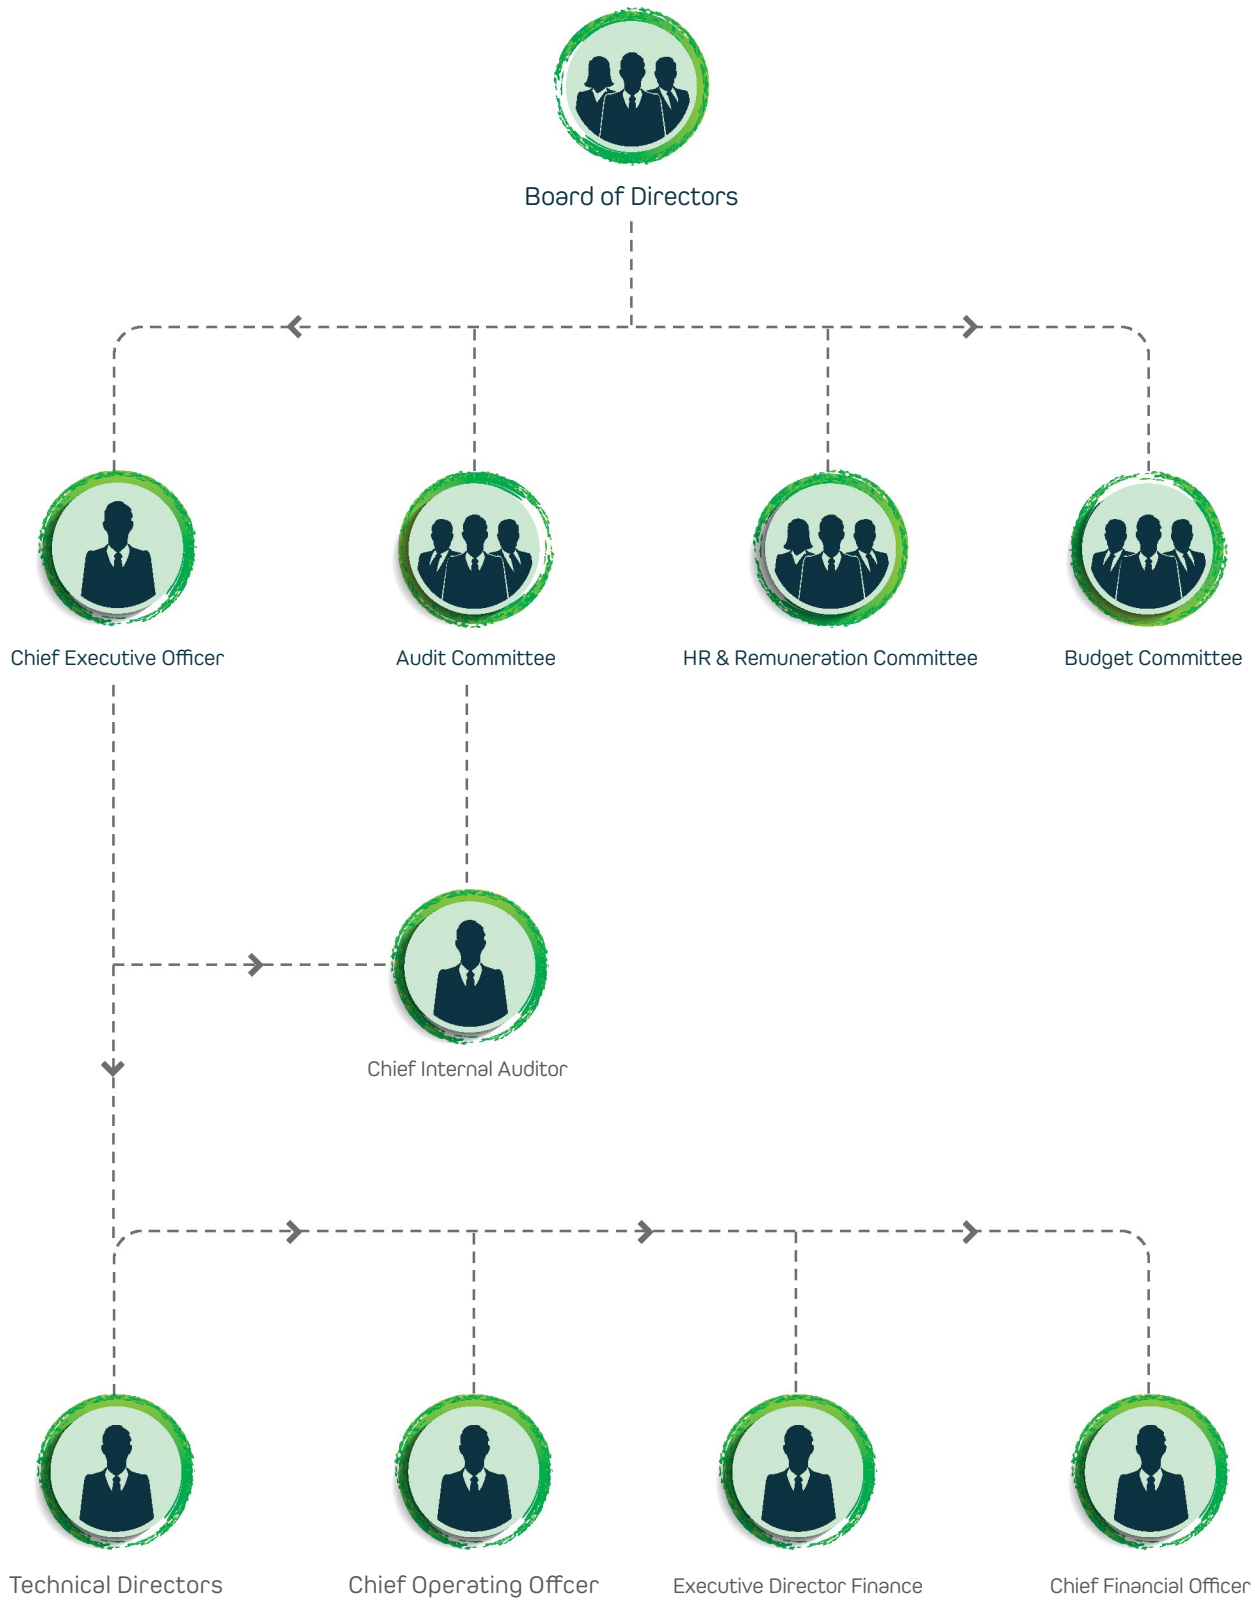 Board of Directors
Chief Executive Officer
Audit Committee
HR & Remuneration Committee
Budget Committee
Chief Internal Auditor
Technical Directors
Chief Operating Offcer
Executive Director Finance
Chief Financial Officer